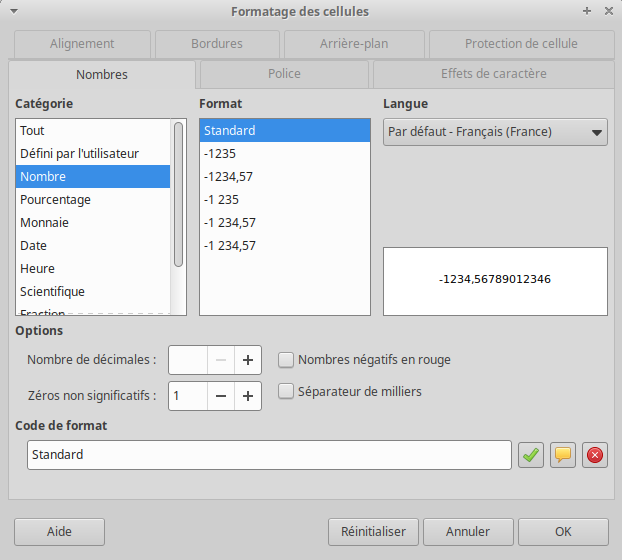 Formatage des cellules
Alignement Bordures Arrière-plan Protection de cellule
Nombres Police Effets de caractère
Catégorie Format Langue
Tout Standard Par défaut - Français (France)
Défini par l'utilisateur -1235
Nombre -1234,57
Pourcentage -1 235
Monnaie -1 234,57
Date -1 234,57
Heure
-1234,56789012346
Scientifique
Fraction
Options
Nombre de décimales : Nombres négatifs en rouge
Zéros non significatifs : 1 Séparateur de milliers
Code de format
Standard
Aide Réinitialiser Annuler OK